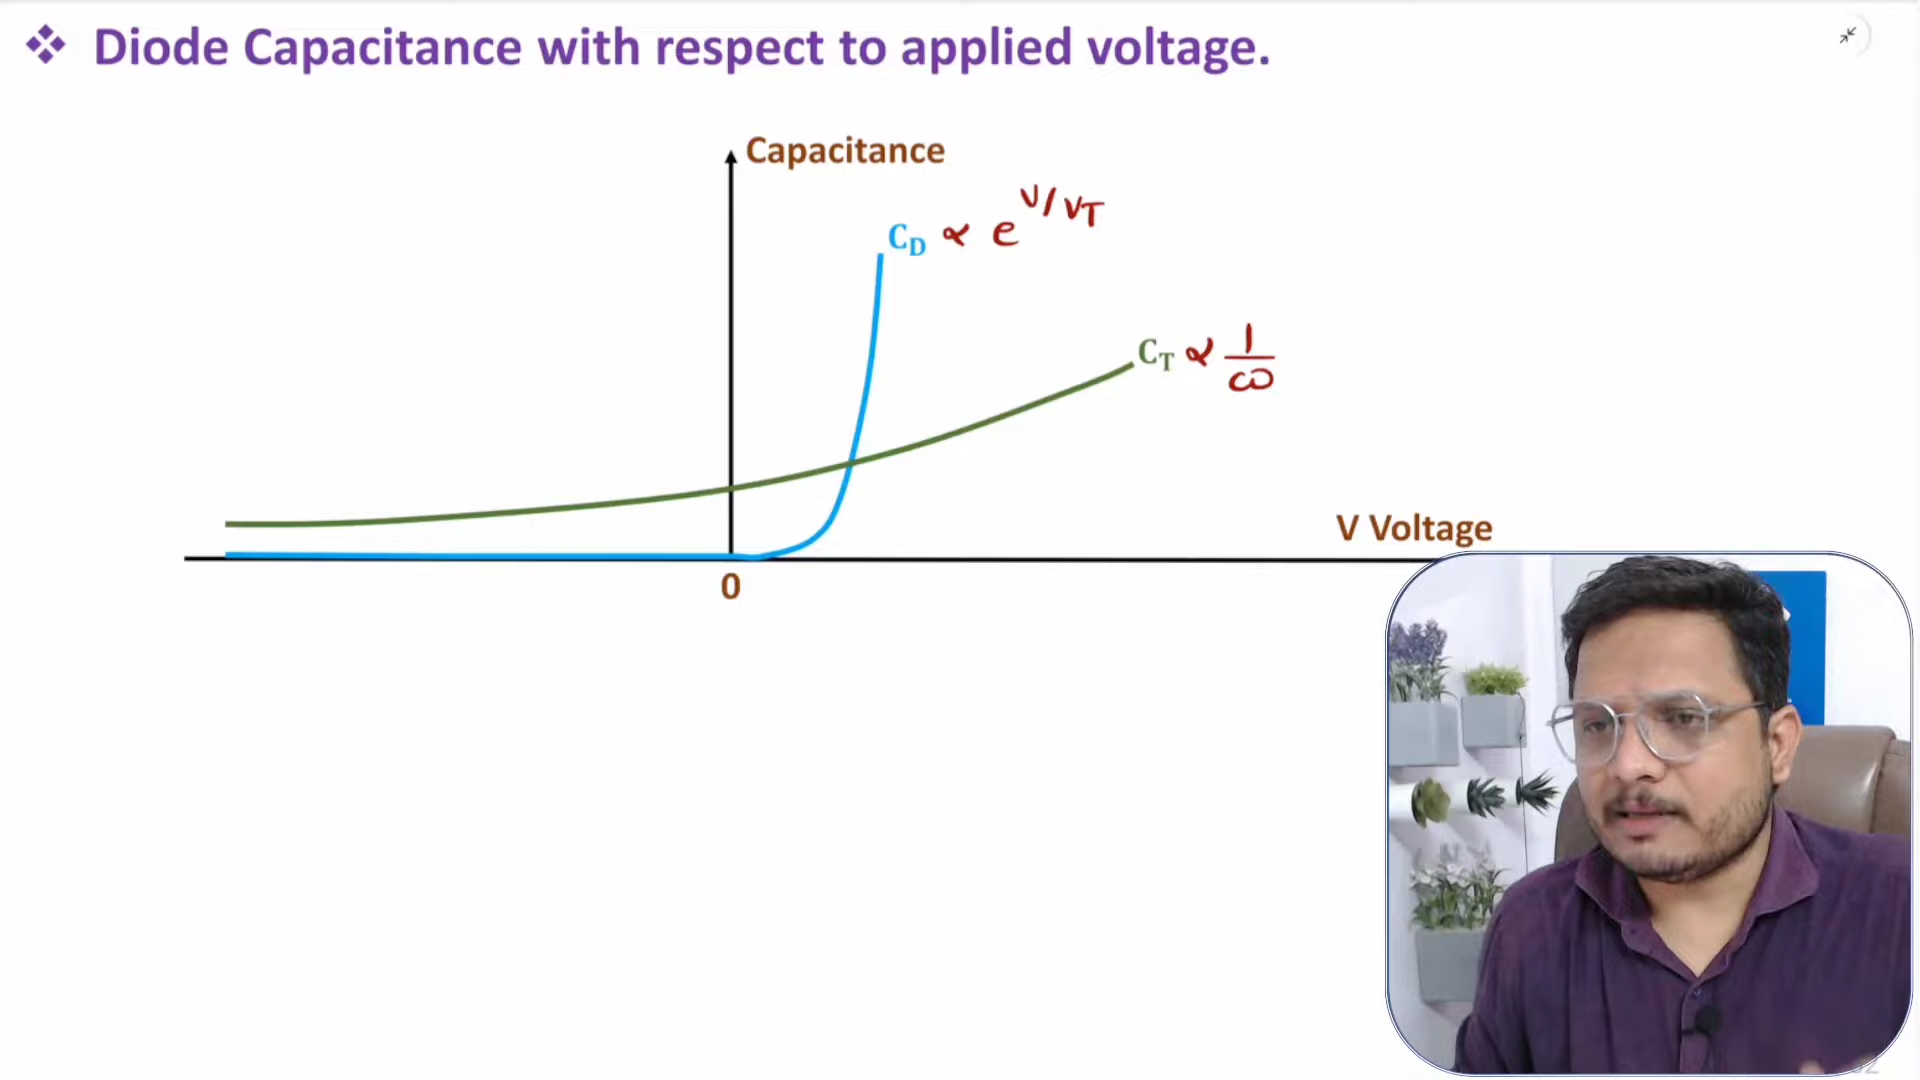 ❖ Diode Capacitance with respect to applied voltage.
Capacitance
C_D ∝ e^{V/V_T}
C_T ∝ 1/ω
V Voltage
0